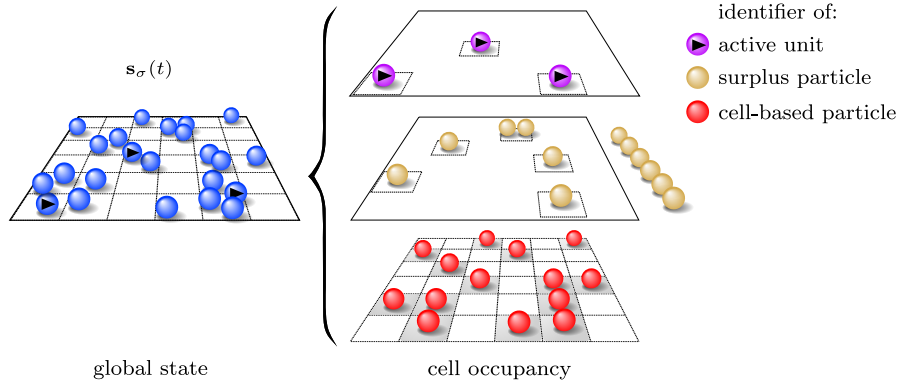 identifier of:
active unit
surplus particle
cell-based particle
s_σ(t)
global state
cell occupancy